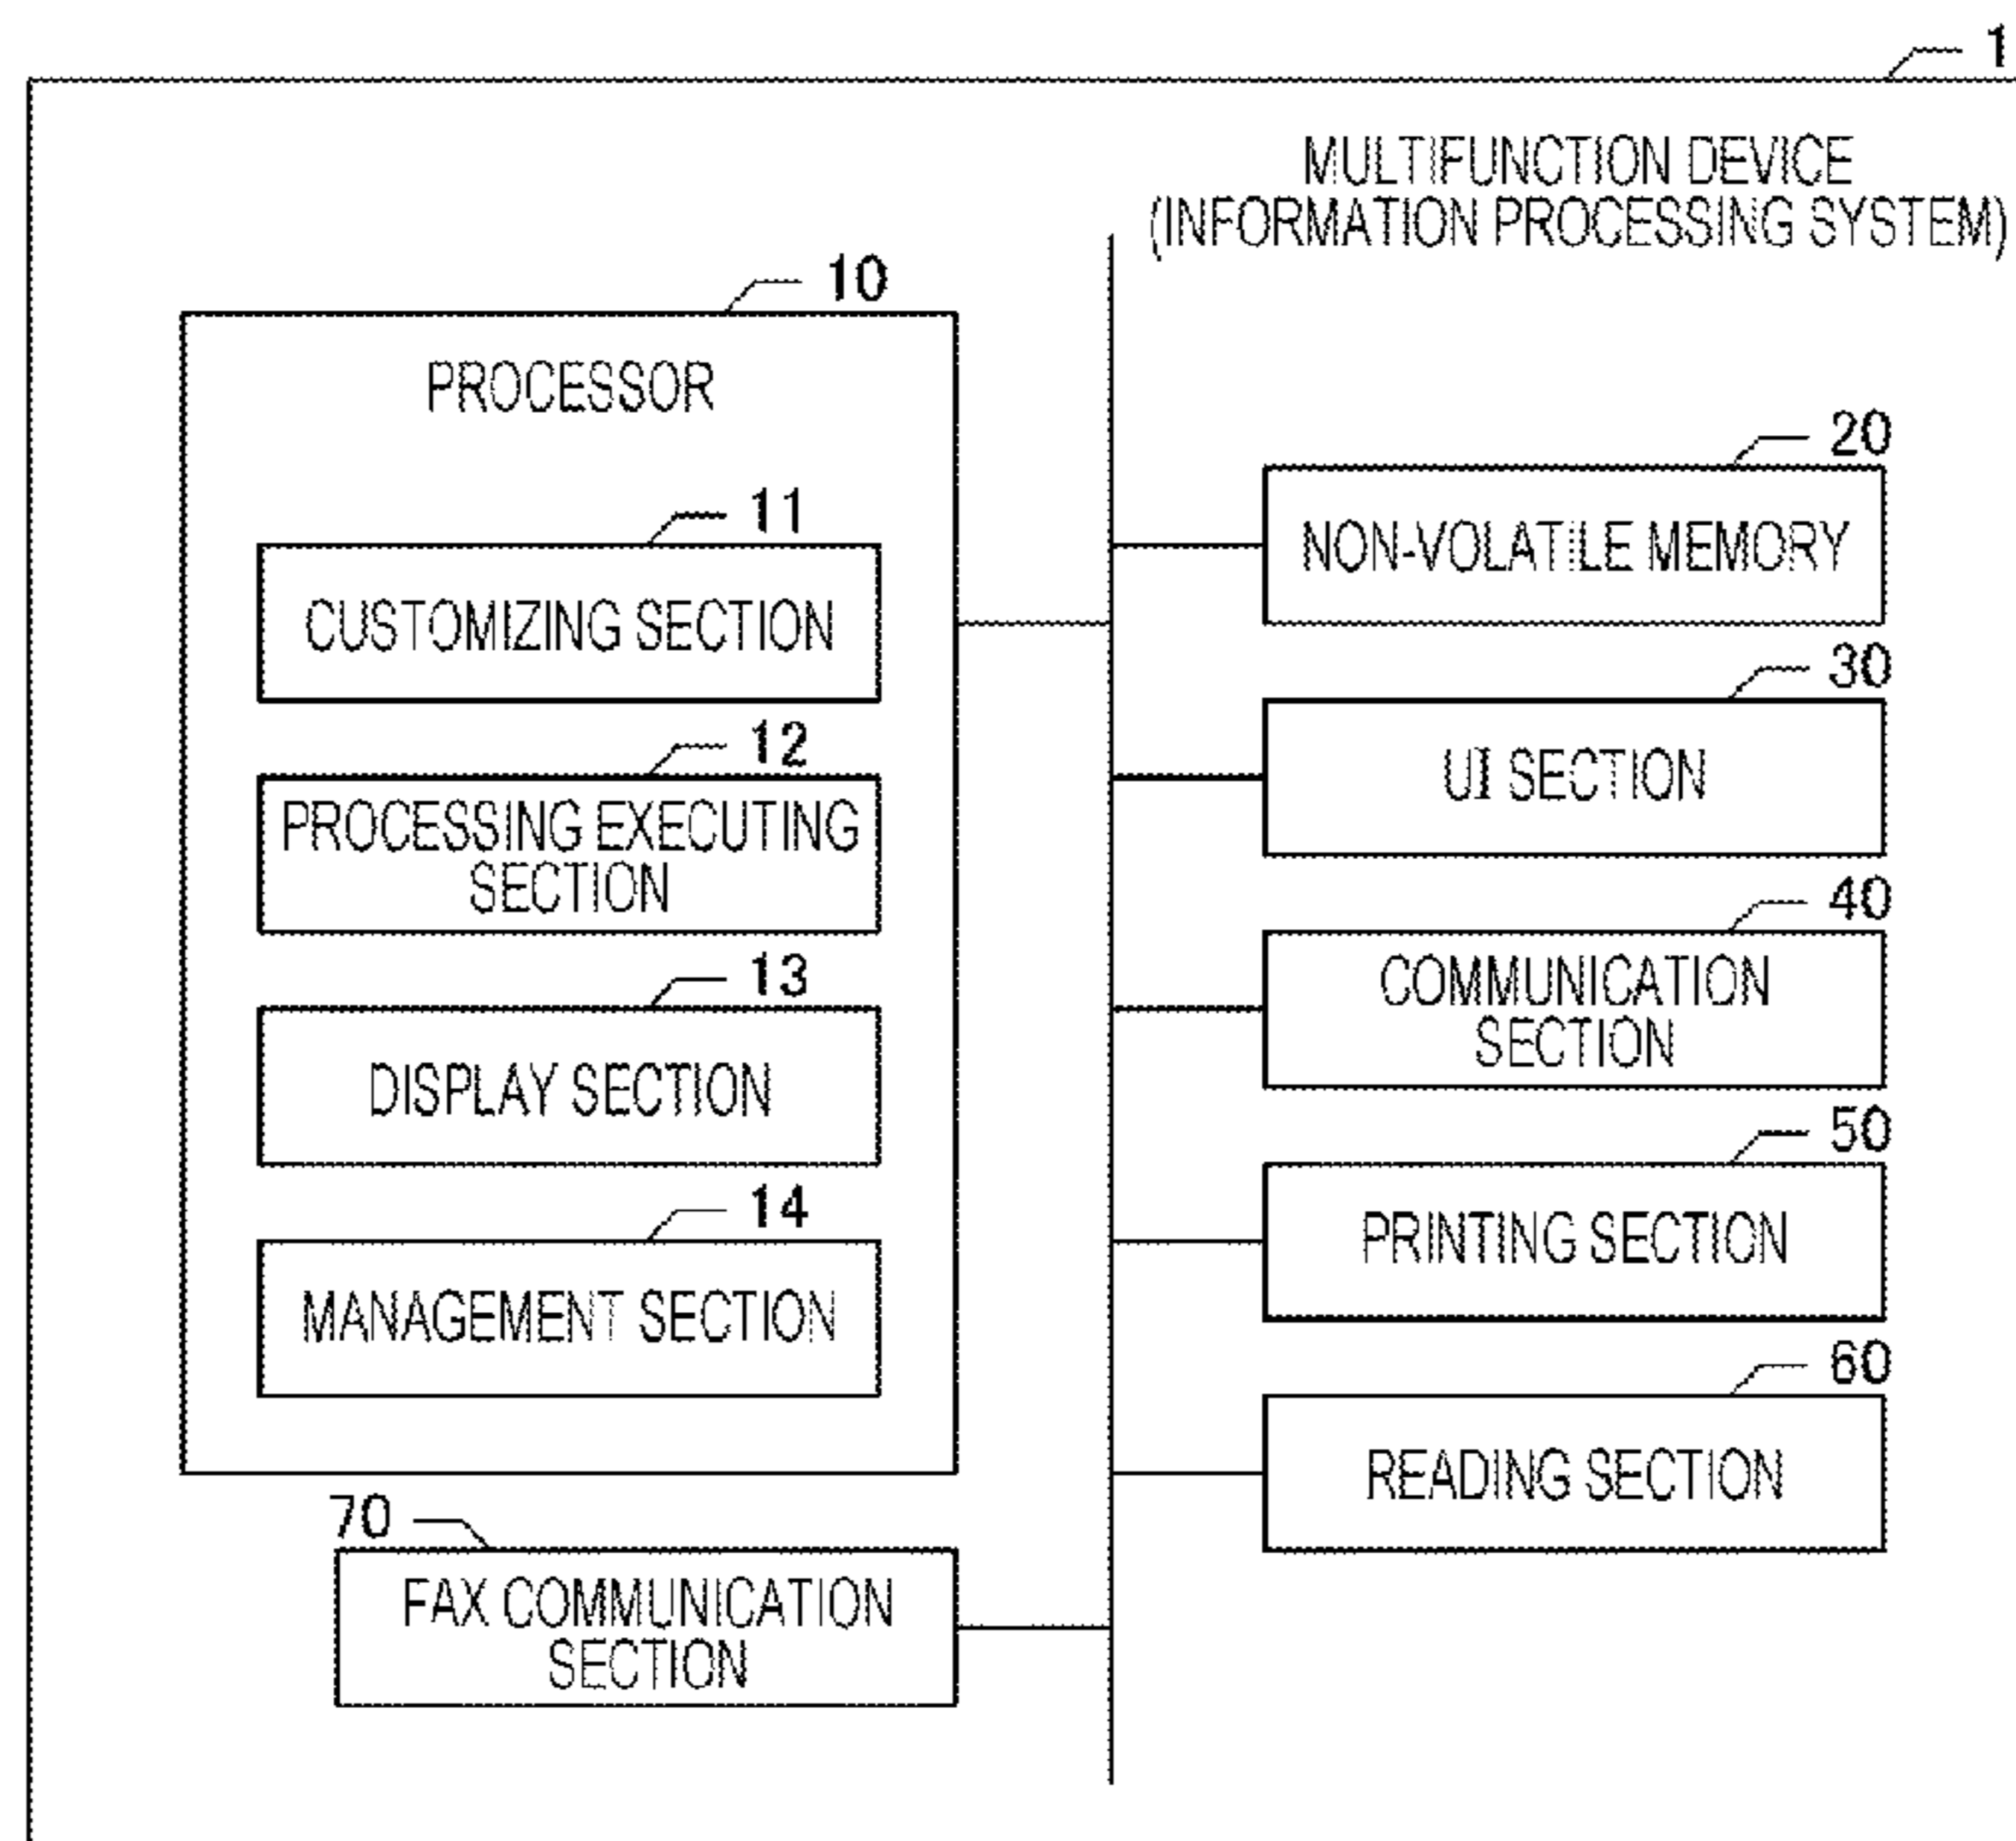 1
MULTIFUNCTION DEVICE
(INFORMATION PROCESSING SYSTEM)
10
PROCESSOR
11
CUSTOMIZING SECTION
12
PROCESSING EXECUTING
SECTION
13
DISPLAY SECTION
14
MANAGEMENT SECTION
70
FAX COMMUNICATION
SECTION
20
NON-VOLATILE MEMORY
30
UI SECTION
40
COMMUNICATION
SECTION
50
PRINTING SECTION
60
READING SECTION